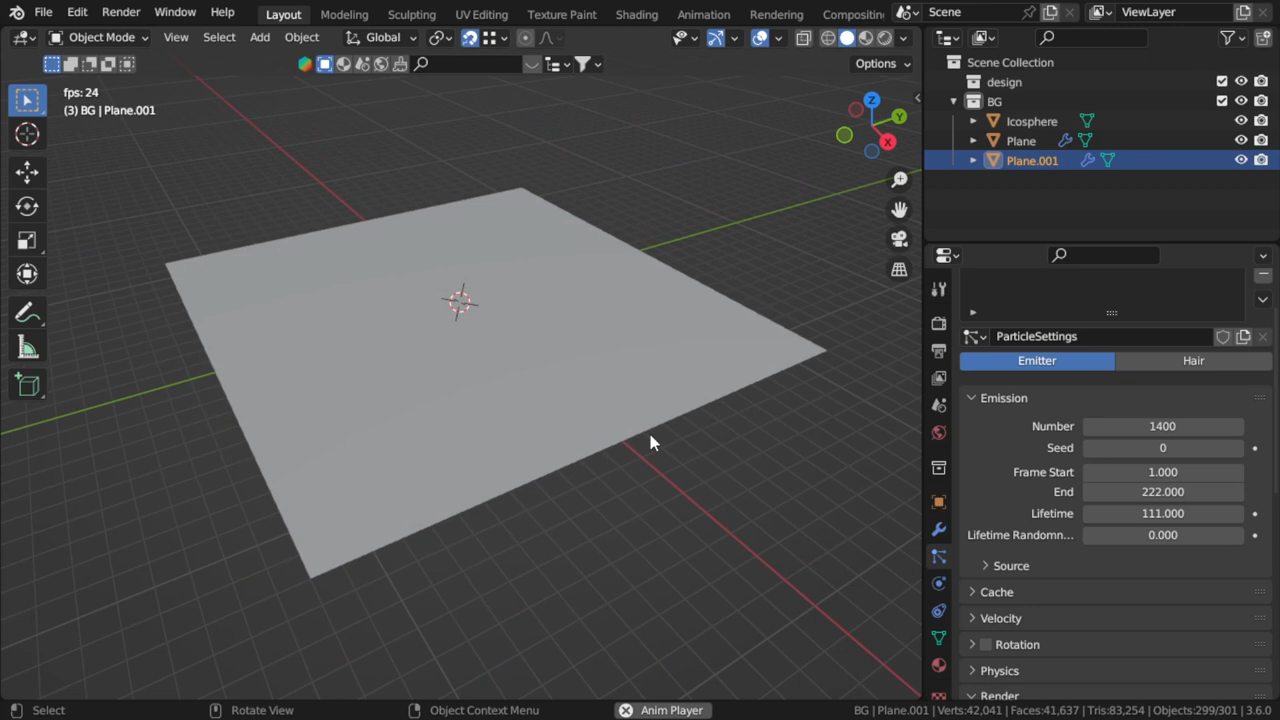 File Edit Render Window Help Layout Modeling Sculpting UV Editing Texture Paint Shading Animation Rendering Compositin Scene ViewLayer
Object Mode View Select Add Object Global
Options
fps: 24
(3) BG | Plane.001
Z
Y
X
Scene Collection
design
BG
Icosphere
Plane
Plane.001
ParticleSettings
Emitter Hair
Emission
Number 1400
Seed 0
Frame Start 1.000
End 222.000
Lifetime 111.000
Lifetime Randomn... 0.000
Source
Cache
Velocity
Rotation
Physics
Render
Select Rotate View Object Context Menu Anim Player BG | Plane.001 | Verts:42,041 | Faces:41,637 | Tris:83,254 | Objects:299/301 | 3.6.0